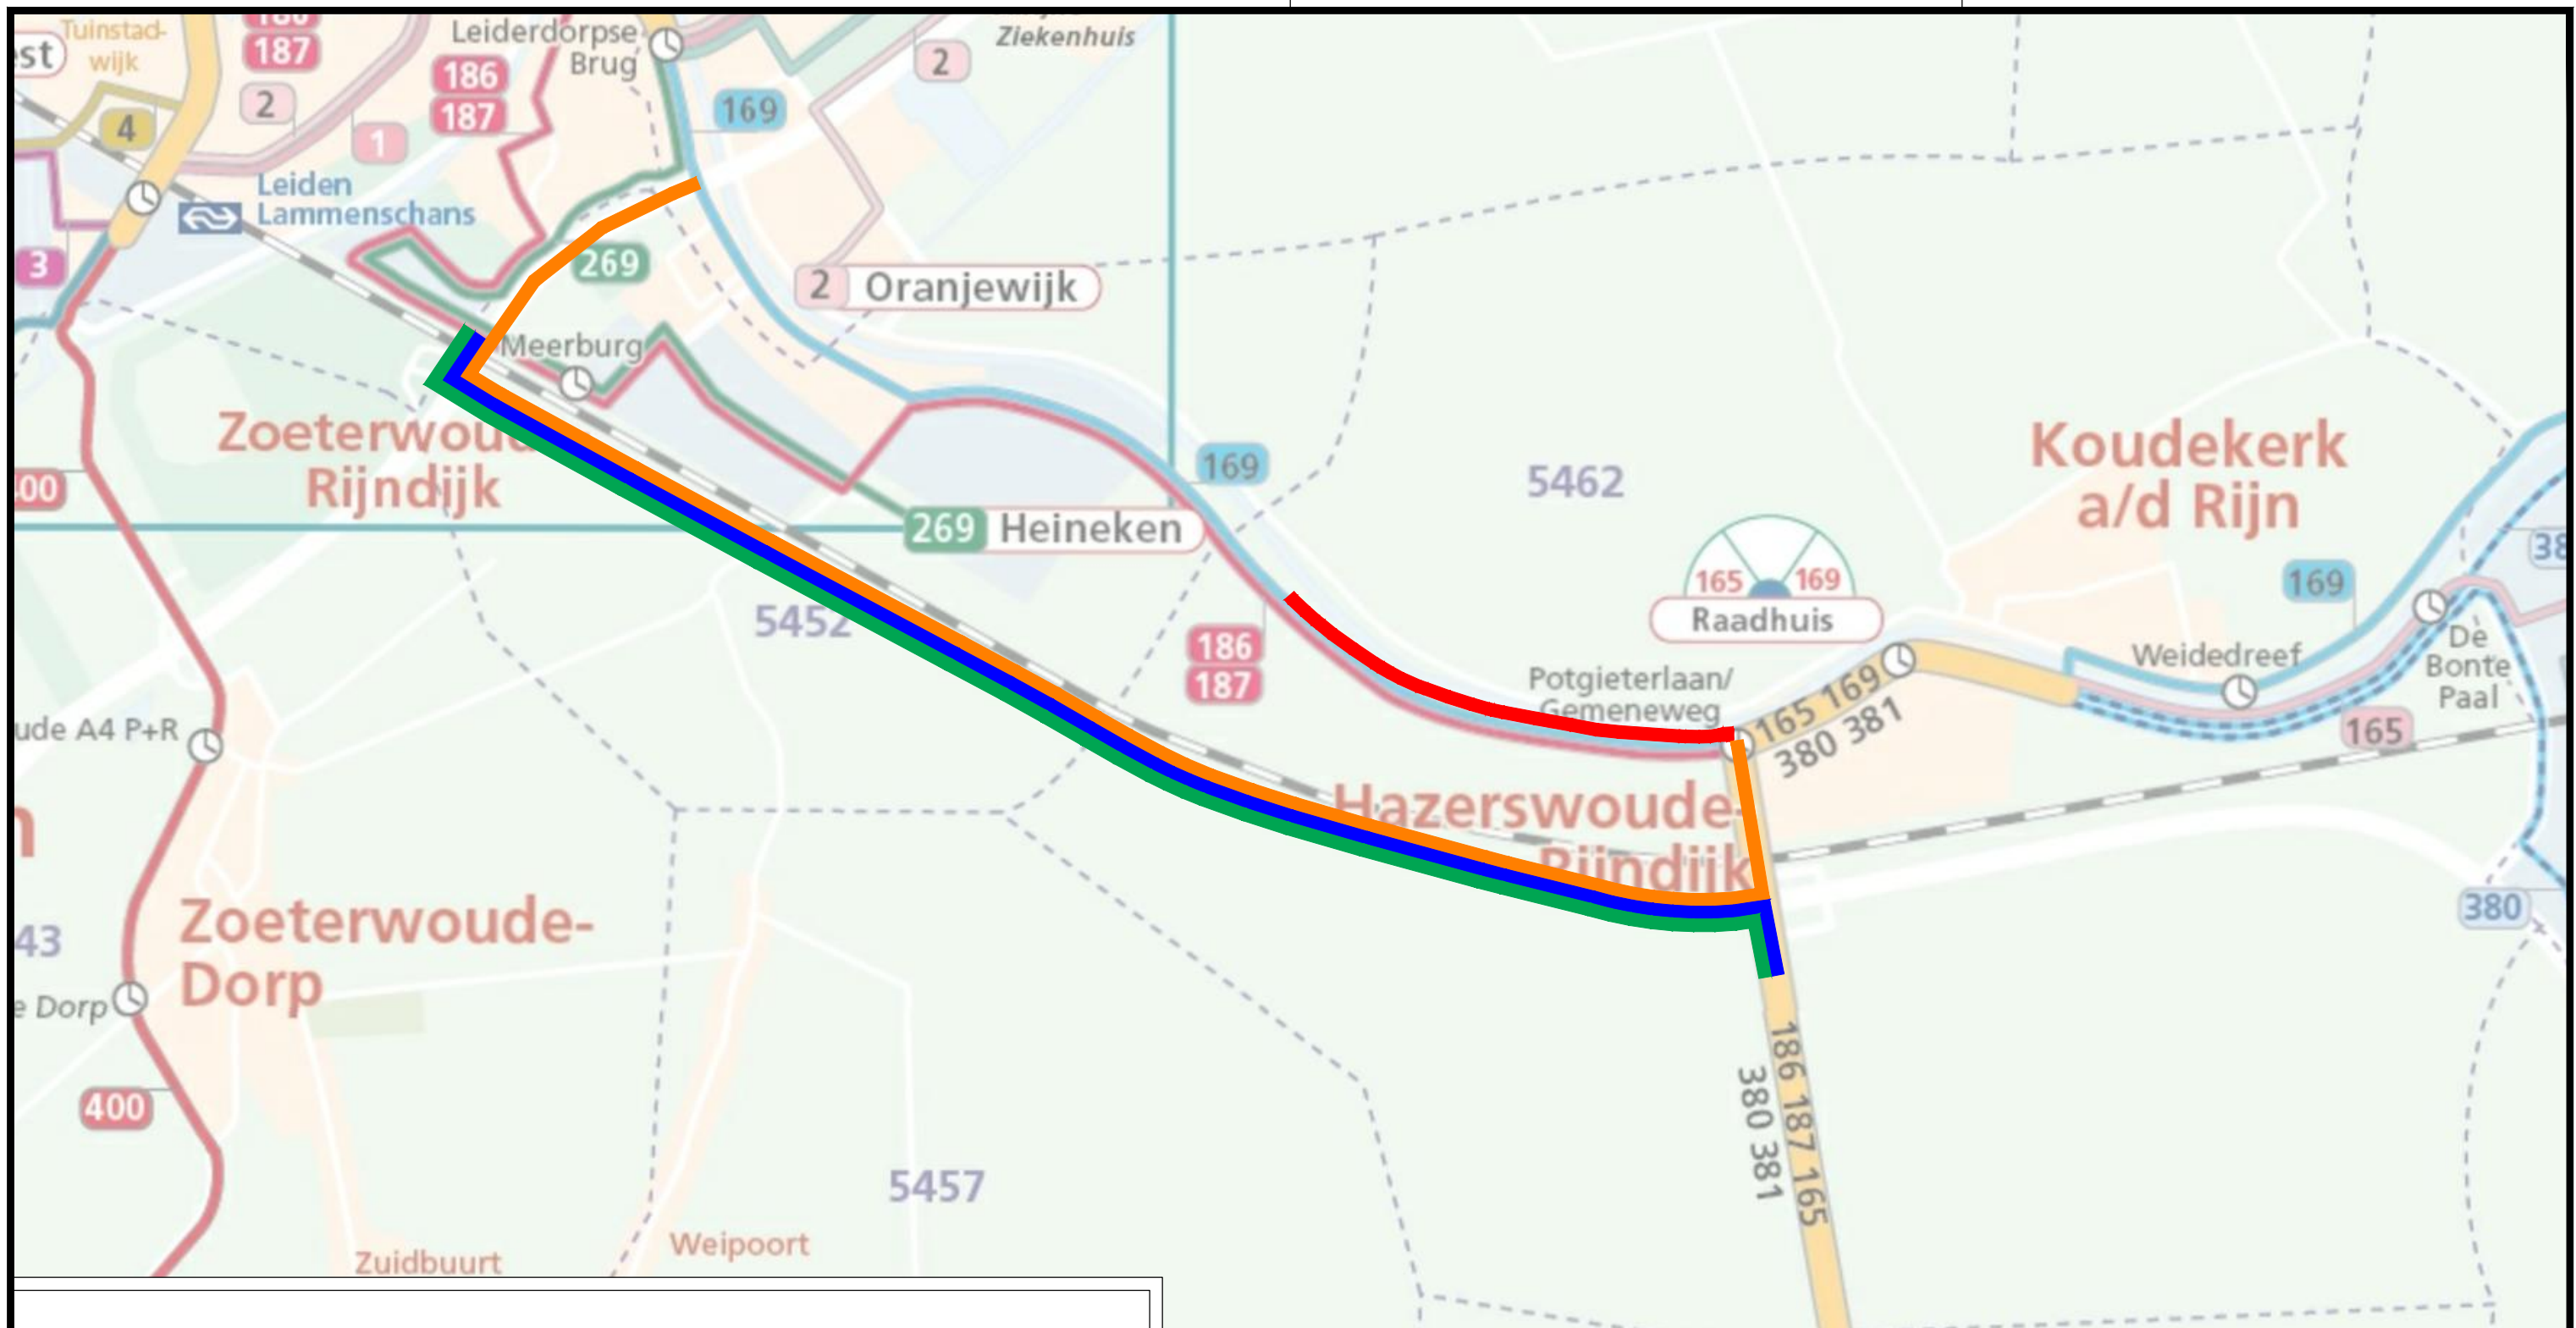 187
Tuinstad-
wijk
Leiderdorpse
Brug
Ziekenhuis
186
187
2
2
169
4
1
Leiden
Lammenschans
3
269
2 Oranjewijk
Meerburg
Zoeterwoud
Rijndijk
169
5462
Koudekerk
a/d Rijn
269 Heineken
165 169
Raadhuis
169
5452
186
187
Potgieterlaan/
Gemeneweg
165 169
380 381
Weidedreef
De
Bonte
Paal
165
ude A4 P+R
Hazerswoude-
Rijndijk
380
Zoeterwoude-
Dorp
43
e Dorp
400
186 187 165
380 381
5457
Weipoort
Zuidbuurt